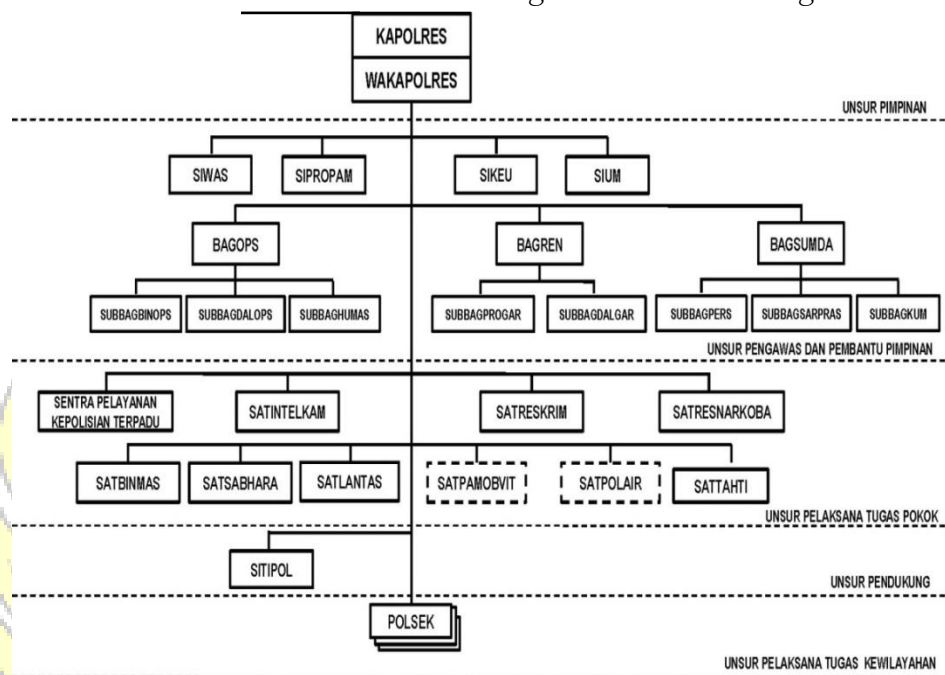 KAPOLRES
WAKAPOLRES
UNSUR PIMPINAN
SIWAS
SIPROPAM
SIKEU
SIUM
BAGOPS
BAGREN
BAGSUMDA
SUBBAGBINOPS
SUBBAGDALOPS
SUBBAGHUMAS
SUBBAGPROGAR
SUBBAGDALGAR
SUBBAGPERS
SUBBAGSARPRAS
SUBBAGKUM
UNSUR PENGAWAS DAN PEMBANTU PIMPINAN
SENTRA PELAYANAN
KEPOLISIAN TERPADU
SATINTELKAM
SATRESKRIM
SATRESNARKOBA
SATBINMAS
SATSABHARA
SATLANTAS
SATPAMOBVIT
SATPOLAIR
SATTAHTI
UNSUR PELAKSANA TUGAS POKOK
SITIPOL
UNSUR PENDUKUNG
POLSEK
UNSUR PELAKSANA TUGAS KEWILAYAHAN